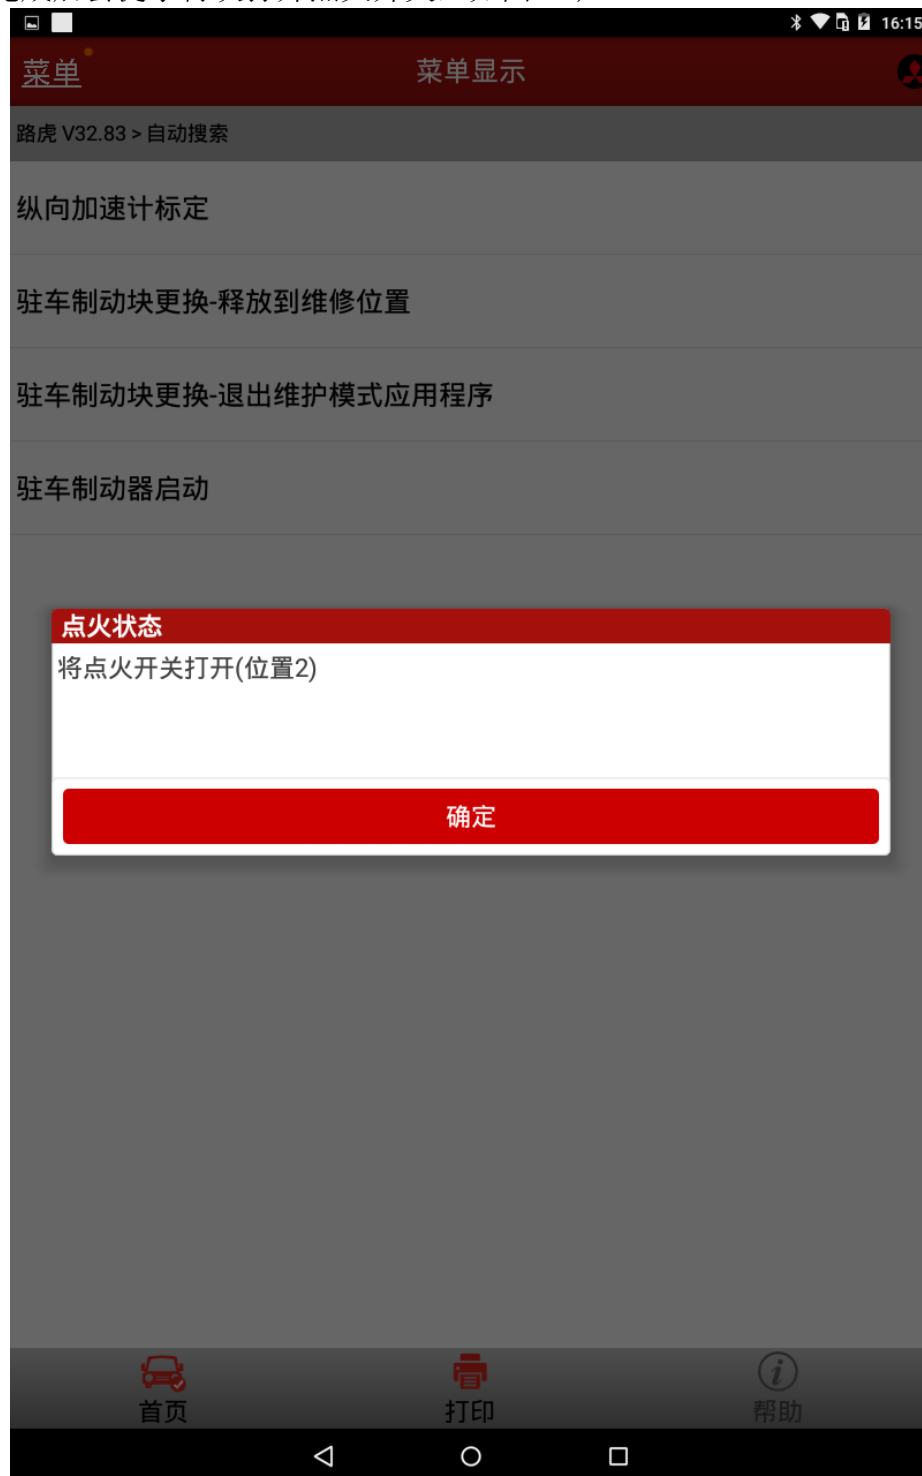 16:15
菜单
菜单显示
路虎 V32.83 > 自动搜索
纵向加速计标定
驻车制动块更换-释放到维修位置
驻车制动块更换-退出维护模式应用程序
驻车制动器启动
点火状态
将点火开关打开(位置2)
确定
首页
打印
帮助